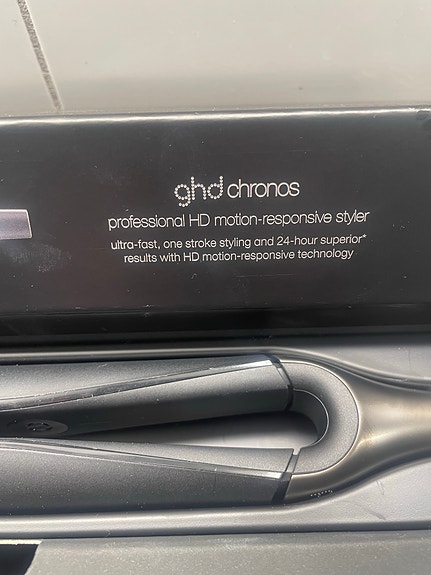 ghd chronos
professional HD motion-responsive styler
ultra-fast, one stroke styling and 24-hour superior*
results with HD motion-responsive technology